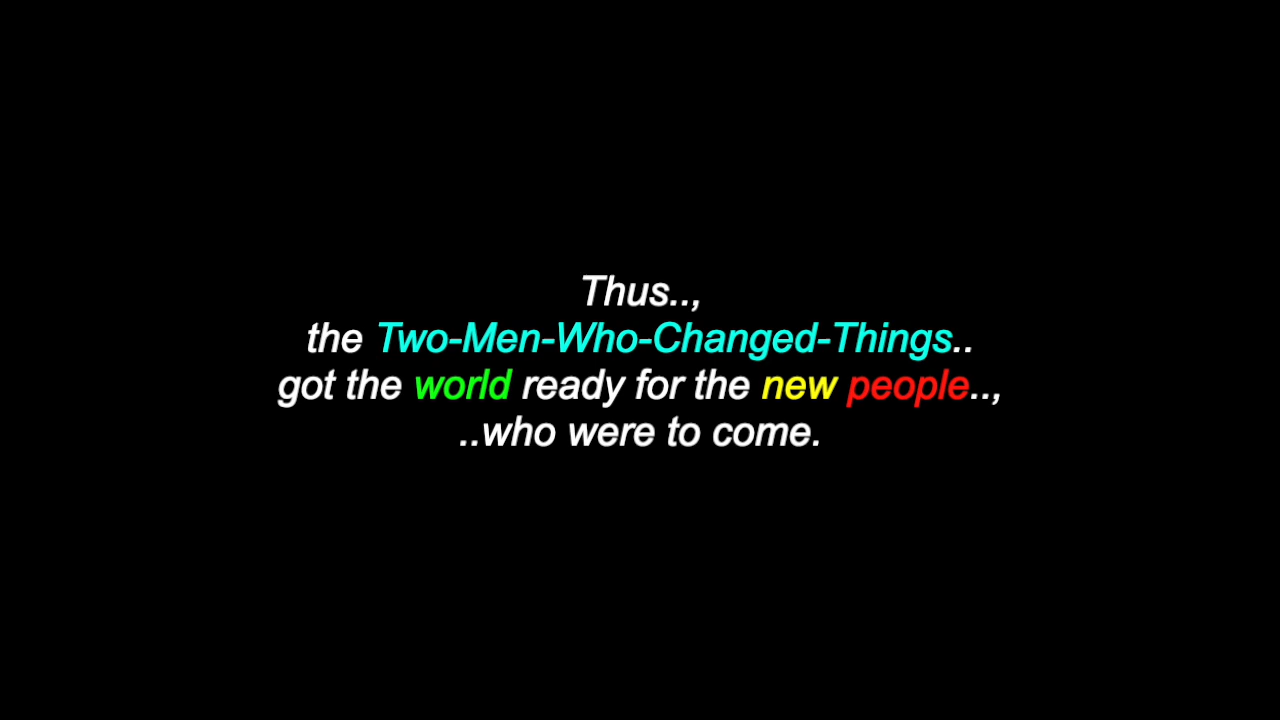 Thus..,
the Two-Men-Who-Changed-Things..
got the world ready for the new people..,
..who were to come.